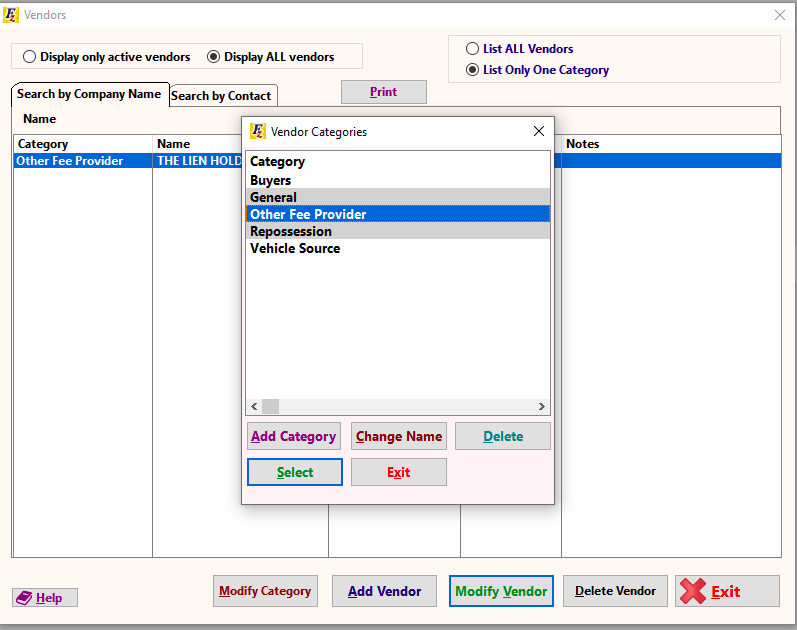 Vendors
Display only active vendors
Display ALL vendors
List ALL Vendors
List Only One Category
Search by Company Name
Search by Contact
Print
Name
Category
Name
Notes
Other Fee Provider
THE LIEN HOLD
Vendor Categories
Category
Buyers
General
Other Fee Provider
Repossession
Vehicle Source
Add Category
Change Name
Delete
Select
Exit
Help
Modify Category
Add Vendor
Modify Vendor
Delete Vendor
Exit